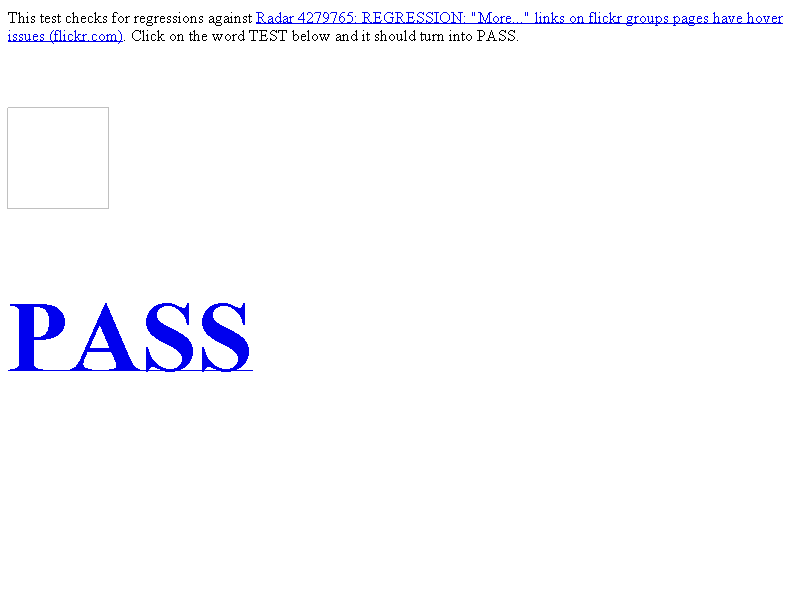 This test checks for regressions against Radar 4279765: REGRESSION: "More..." links on flickr groups pages have hover
issues (flickr.com). Click on the word TEST below and it should turn into PASS.
PASS